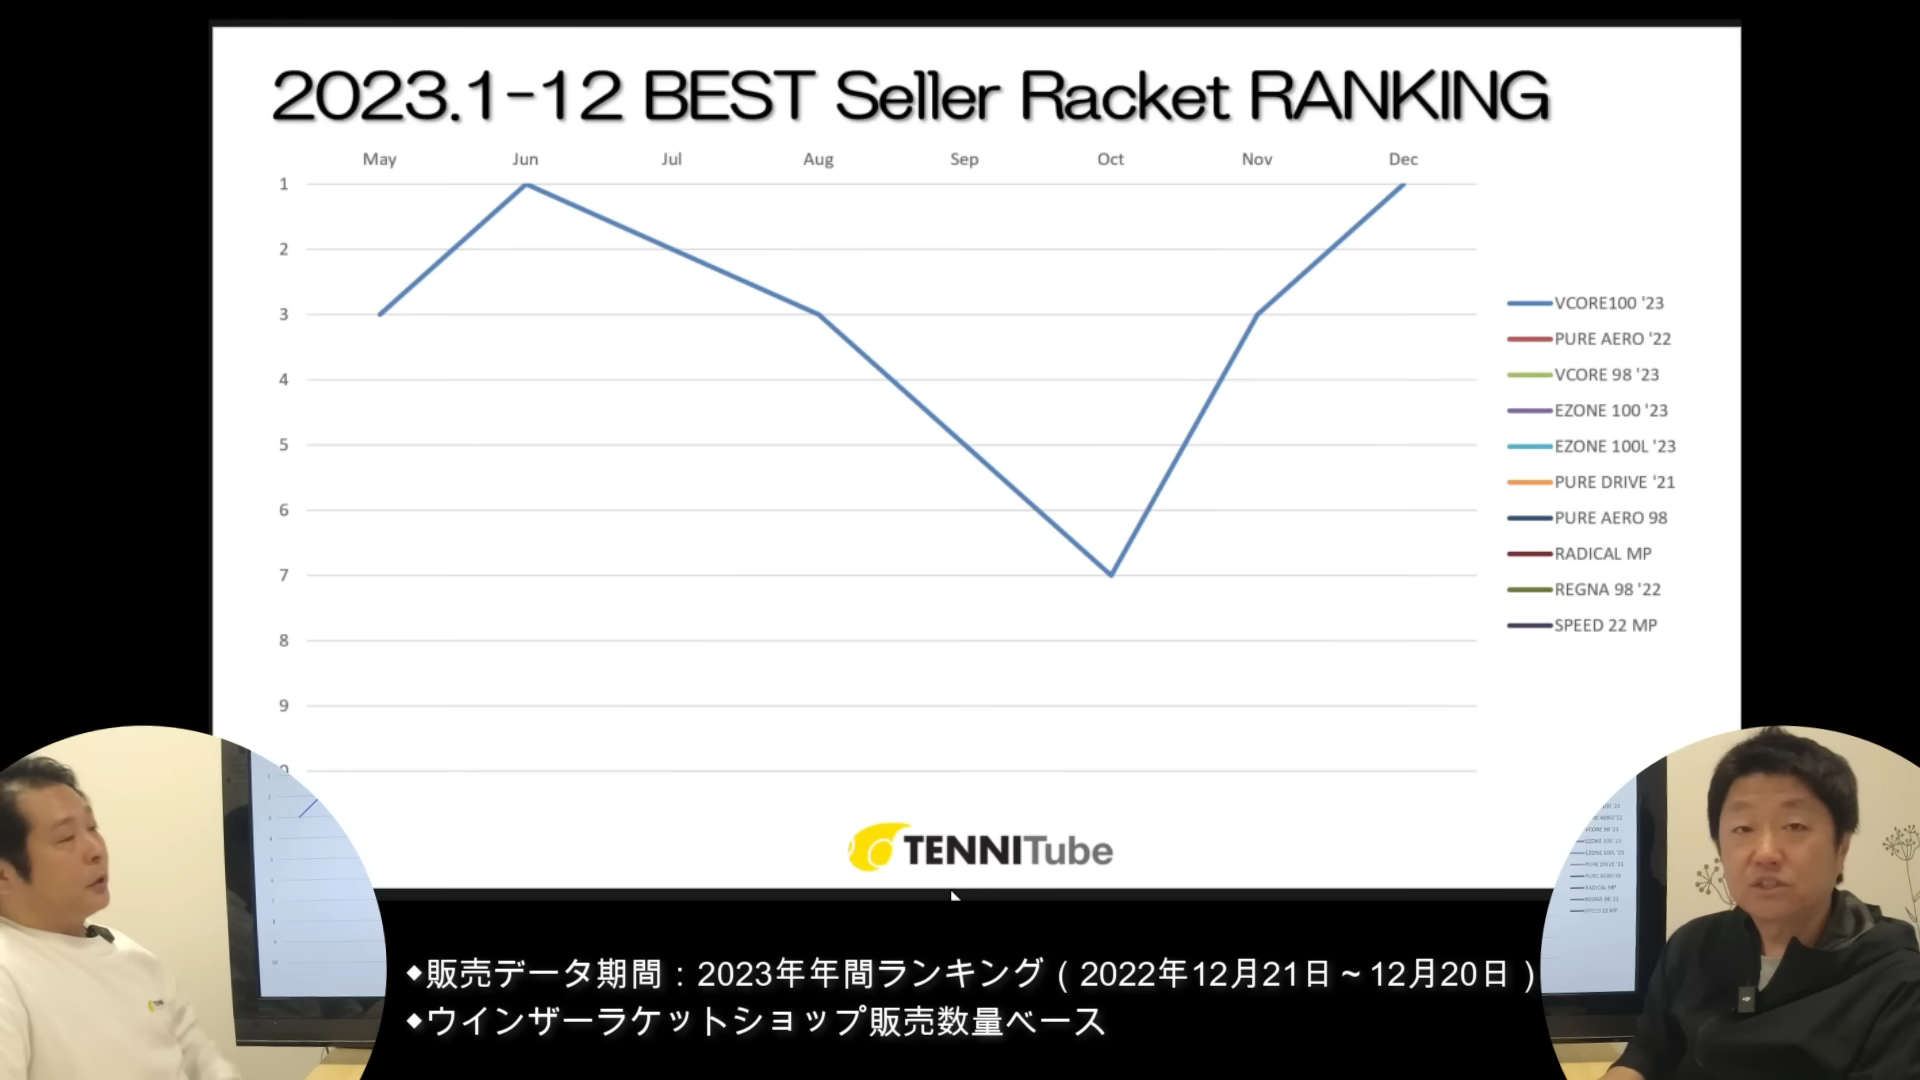 2023.1-12 BEST Seller Racket RANKING
May Jun Jul Aug Sep Oct Nov Dec
1
2
3
4
5
6
7
8
9
VCORE100 '23
PURE AERO '22
VCORE 98 '23
EZONE 100 '23
EZONE 100L '23
PURE DRIVE '21
PURE AERO 98
RADICAL MP
REGNA 98 '22
SPEED 22 MP
TENNITube
◆販売データ期間：2023年年間ランキング（2022年12月21日～12月20日）
◆ウインザーラケットショップ販売数量ベース